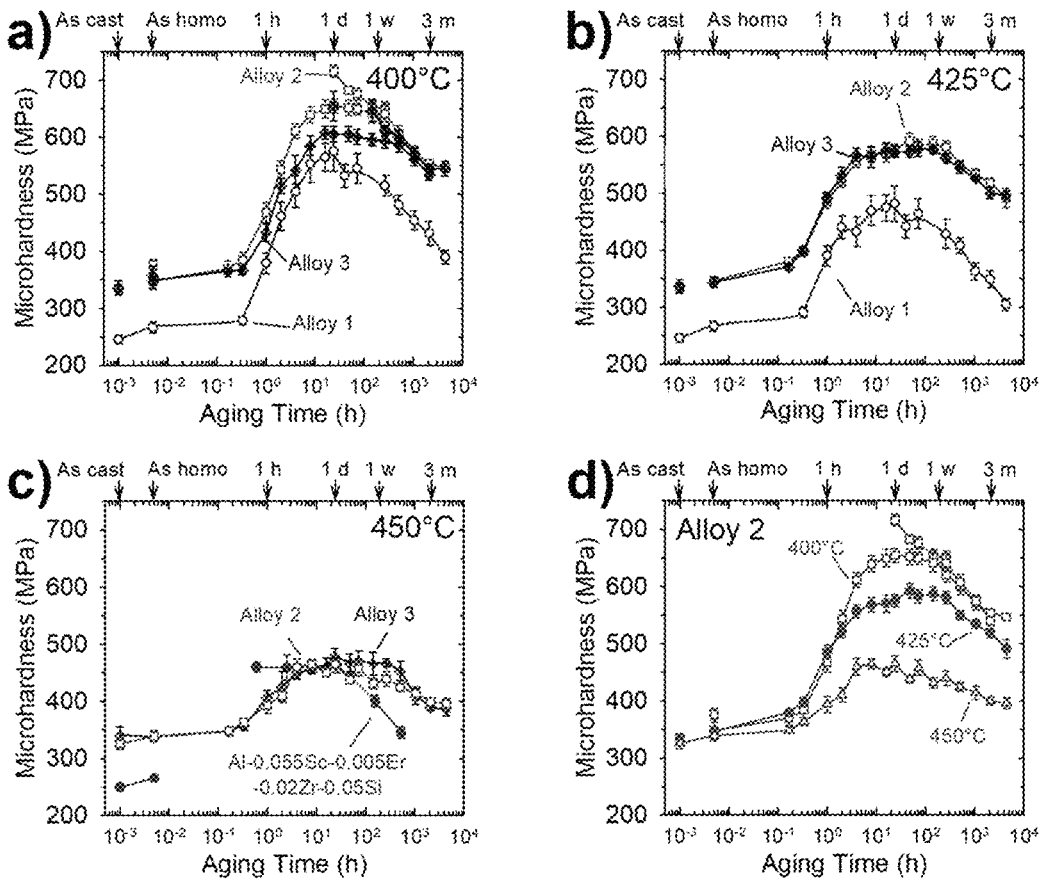 As cast As homo 1 h 1 d 1 w 3 m
a)
400°C
Alloy 2
Alloy 3
Alloy 1
Microhardness (MPa)
700
600
500
400
300
200
10-3 10-2 10-1 100 101 102 103 104
Aging Time (h)
As cast As homo 1 h 1 d 1 w 3 m
b)
425°C
Alloy 2
Alloy 3
Alloy 1
Microhardness (MPa)
700
600
500
400
300
200
10-3 10-2 10-1 100 101 102 103 104
Aging Time (h)
As cast As homo 1 h 1 d 1 w 3 m
c)
450°C
Alloy 2 Alloy 3
Al-0.055Sc-0.005Er
-0.02Zr-0.05Si
Microhardness (MPa)
700
600
500
400
300
200
10-3 10-2 10-1 100 101 102 103 104
Aging Time (h)
As cast As homo 1 h 1 d 1 w 3 m
d)
Alloy 2
400°C
425°C
450°C
Microhardness (MPa)
700
600
500
400
300
200
10-3 10-2 10-1 100 101 102 103 104
Aging Time (h)